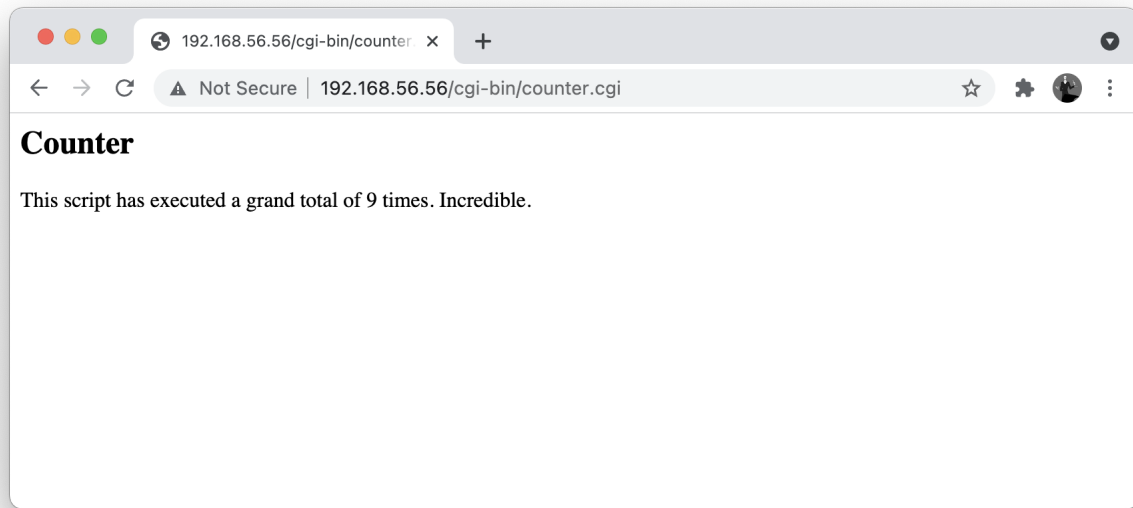 192.168.56.56/cgi-bin/counter
Not Secure 192.168.56.56/cgi-bin/counter.cgi
Counter
This script has executed a grand total of 9 times. Incredible.